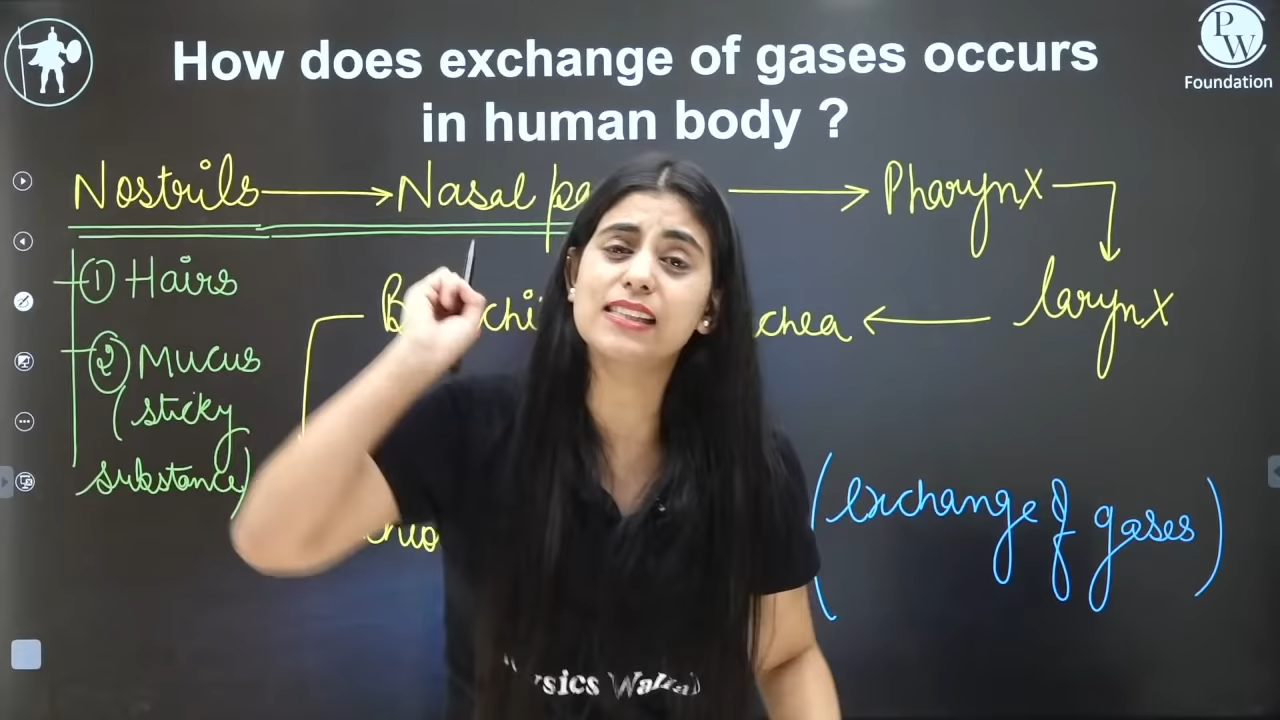 How does exchange of gases occurs
in human body ?
PW
Foundation
Nostrils → Nasal → Pharynx
① Hairs
larynx
② Mucus
(sticky
substance)
(exchange of gases)